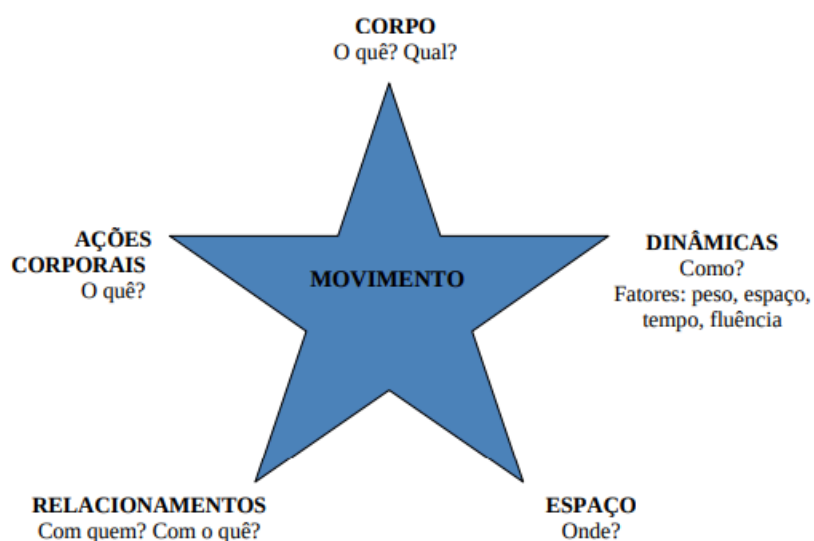 CORPO
O quê? Qual?
AÇÕES
CORPORAIS
O quê?
MOVIMENTO
DINÂMICAS
Como?
Fatores: peso, espaço,
tempo, fluência
RELACIONAMENTOS
Com quem? Com o quê?
ESPAÇO
Onde?